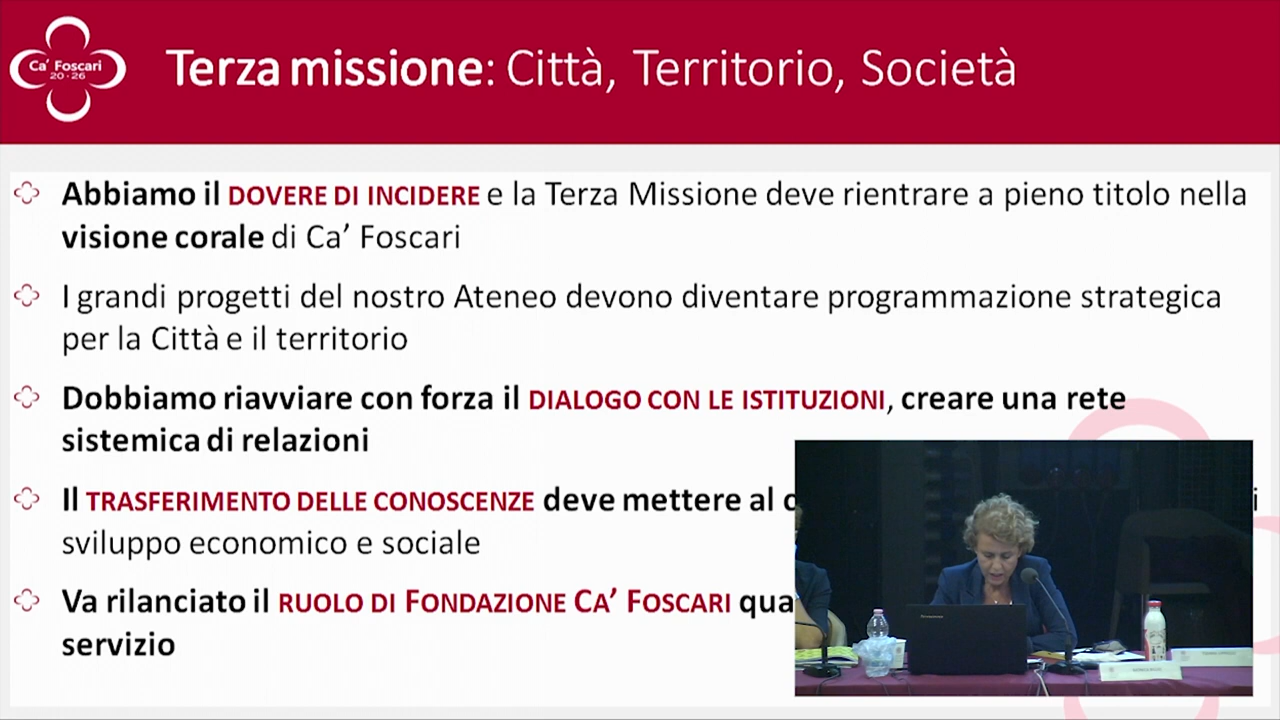 Ca' Foscari
20-26
Terza missione: Città, Territorio, Società
Abbiamo il DOVERE DI INCIDERE e la Terza Missione deve rientrare a pieno titolo nella
visione corale di Ca' Foscari
I grandi progetti del nostro Ateneo devono diventare programmazione strategica
per la Città e il territorio
Dobbiamo riavviare con forza il DIALOGO CON LE ISTITUZIONI, creare una rete
sistemica di relazioni
Il TRASFERIMENTO DELLE CONOSCENZE deve mettere al
sviluppo economico e sociale
Va rilanciato il RUOLO DI FONDAZIONE CA' FOSCARI
servizio